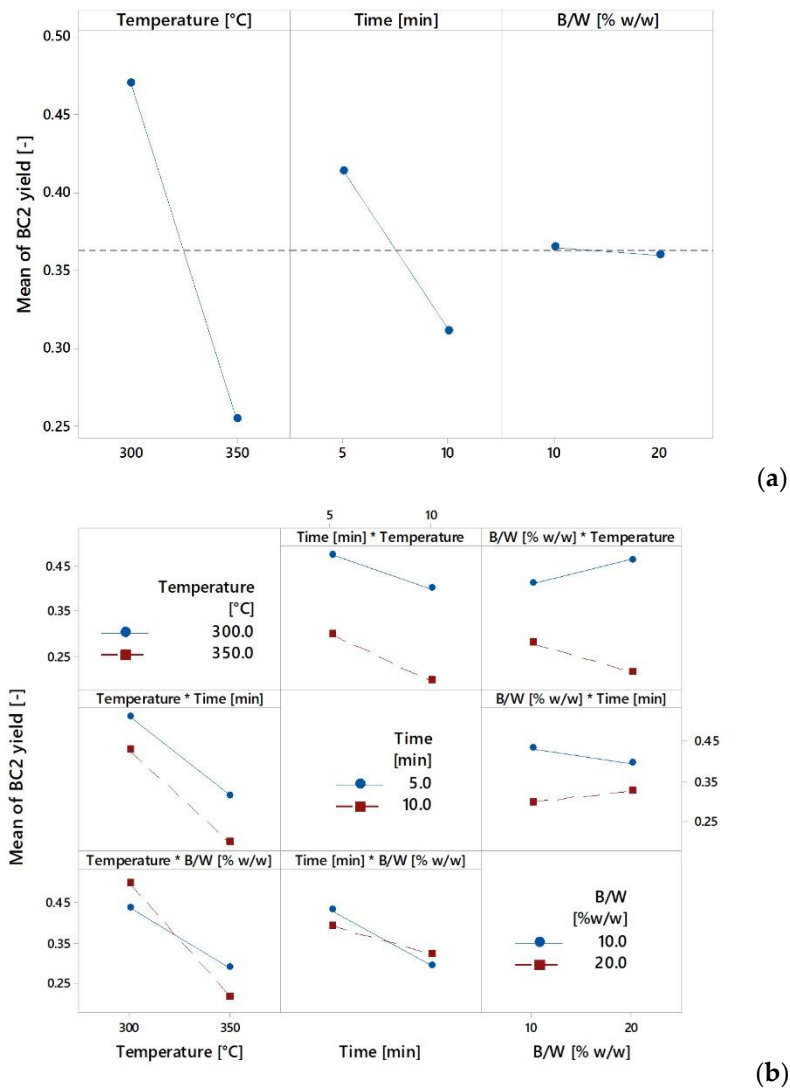 Temperature [°C] Time [min] B/W [% w/w]
0.50
0.45
0.40
0.35
0.30
0.25
Mean of BC2 yield [-]
300 350 5 10 10 20
(a)
5 10
Time [min] * Temperature B/W [% w/w] * Temperature
0.45
0.35
0.25
Temperature
[°C]
300.0
350.0
Temperature * Time [min] B/W [% w/w] * Time [min]
Time
[min]
5.0
10.0
0.45
0.35
0.25
Mean of BC2 yield [-]
Temperature * B/W [% w/w] Time [min] * B/W [% w/w]
0.45
0.35
0.25
B/W
[%w/w]
10.0
20.0
300 350 10 20
Temperature [°C] Time [min] B/W [% w/w]
(b)